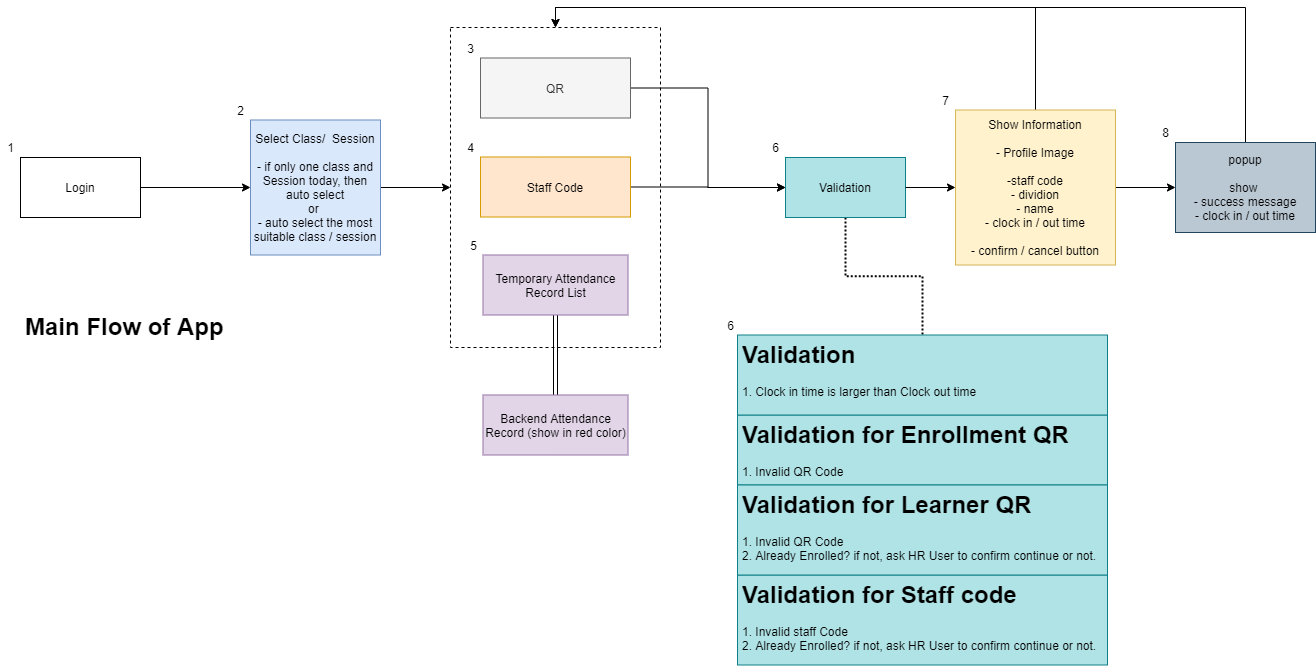 1
Login
2
Select Class/ Session
- if only one class and
Session today, then
auto select
or
- auto select the most
suitable class / session
3
QR
4
Staff Code
5
Temporary Attendance
Record List
Backend Attendance
Record (show in red color)
6
Validation
7
Show Information
- Profile Image
-staff code
- dividion
- name
- clock in / out time
- confirm / cancel button
8
popup
show
- success message
- clock in / out time
Main Flow of App
6
Validation
1. Clock in time is larger than Clock out time
Validation for Enrollment QR
1. Invalid QR Code
Validation for Learner QR
1. Invalid QR Code
2. Already Enrolled? if not, ask HR User to confirm continue or not.
Validation for Staff code
1. Invalid staff Code
2. Already Enrolled? if not, ask HR User to confirm continue or not.